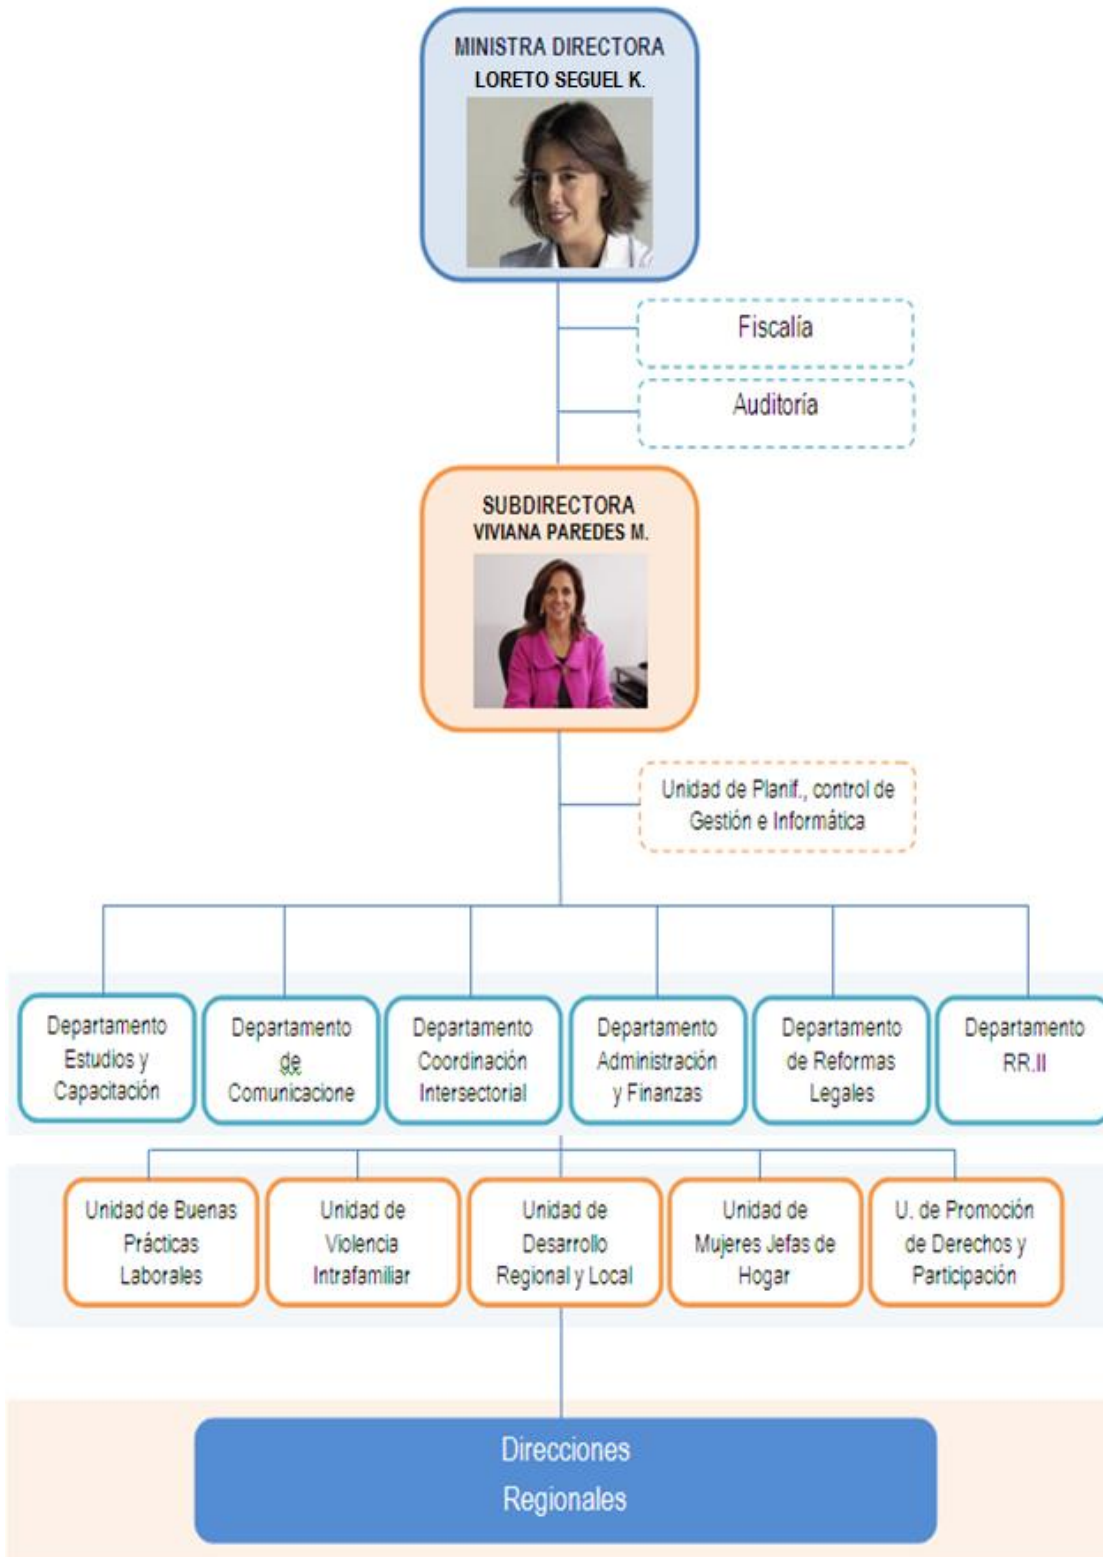 MINISTRA DIRECTORA
LORETO SEGUEL K.
Fiscalía
Auditoría
SUBDIRECTORA
VIVIANA PAREDES M.
Unidad de Planif., control de
Gestión e Informática
Departamento
Estudios y
Capacitación
Departamento
de
Comunicacione
Departamento
Coordinación
Intersectorial
Departamento
Administración
y Finanzas
Departamento
de Reformas
Legales
Departamento
RR.II
Unidad de Buenas
Prácticas
Laborales
Unidad de
Violencia
Intrafamiliar
Unidad de
Desarrollo
Regional y Local
Unidad de
Mujeres Jefas de
Hogar
U. de Promoción
de Derechos y
Participación
Direcciones
Regionales